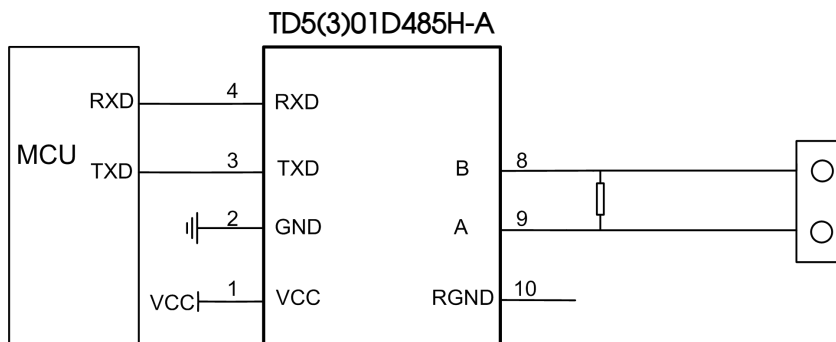 TD5(3)01D485H-A
RXD 4 RXD
MCU TXD 3 TXD B 8
2 GND A 9
VCC 1 VCC RGND 10